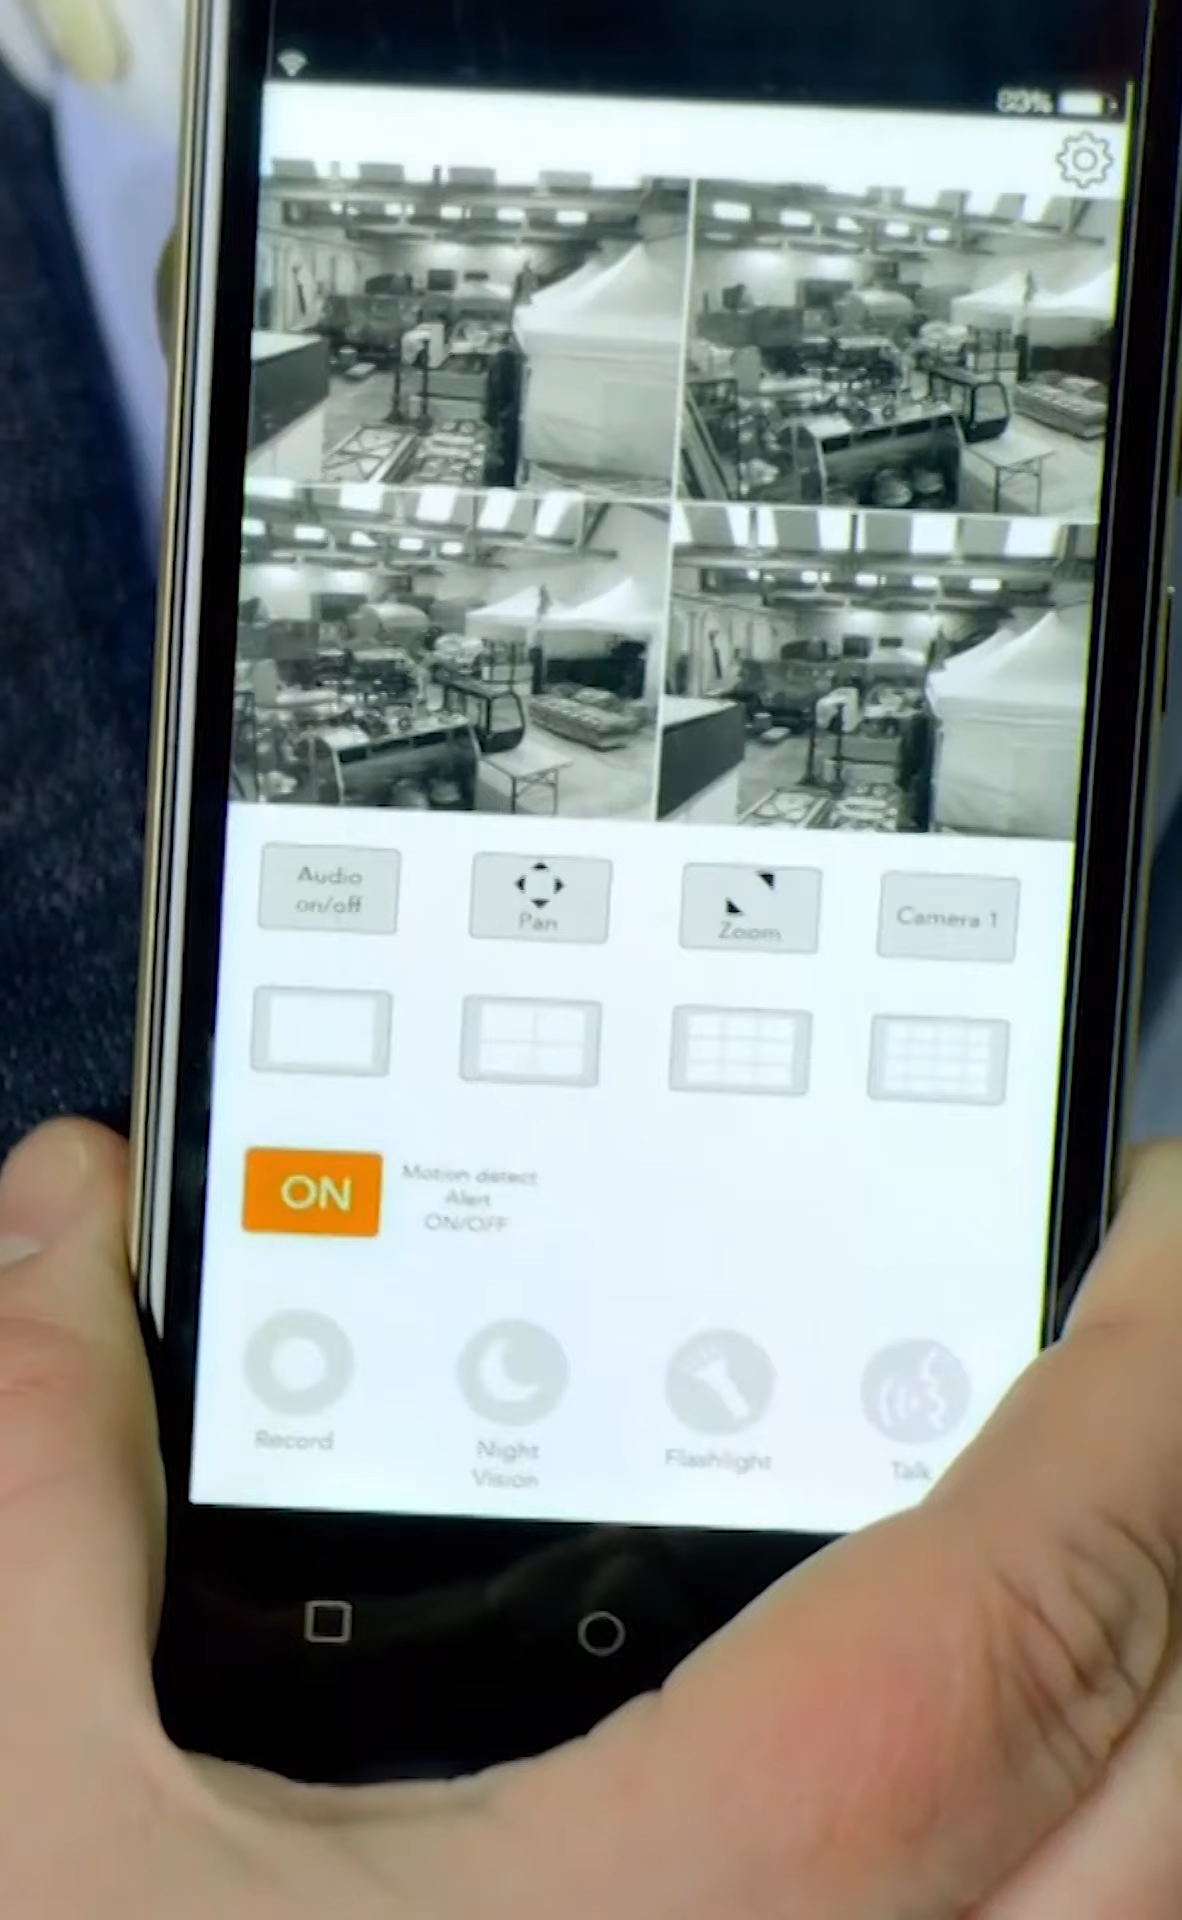 Audio
on/off
Pan
Zoom
Camera 1
ON
Motion detect
Alert
ON/OFF
Record
Night
Vision
Flashlight
Talk